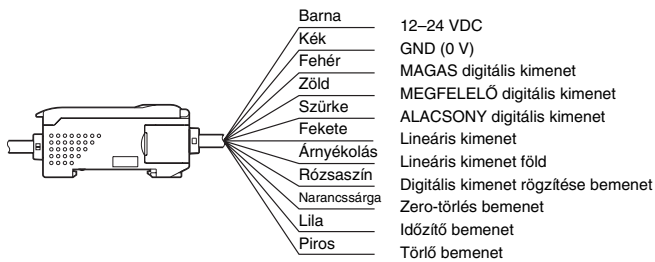 Barna 12–24 VDC
Kék GND (0 V)
Fehér MAGAS digitális kimenet
Zöld MEGFELELŐ digitális kimenet
Szürke ALACSONY digitális kimenet
Fekete Lineáris kimenet
Árnyékolás Lineáris kimenet föld
Rózsaszín Digitális kimenet rögzítése bemenet
Narancssárga Zero-törlés bemenet
Lila Időzítő bemenet
Piros Törlő bemenet